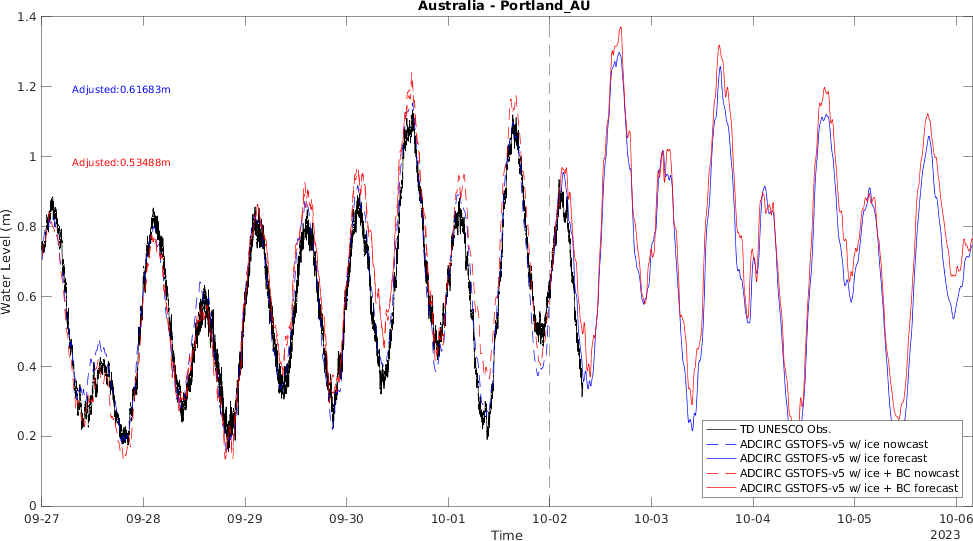 Australia - Portland_AU
1.4
1.2
1
0.8
0.6
0.4
0.2
0
Water Level (m)
Adjusted:0.61683m
Adjusted:0.53488m
TD UNESCO Obs.
ADCIRC GSTOFS-v5 w/ ice nowcast
ADCIRC GSTOFS-v5 w/ ice forecast
ADCIRC GSTOFS-v5 w/ ice + BC nowcast
ADCIRC GSTOFS-v5 w/ ice + BC forecast
09-27 09-28 09-29 09-30 10-01 10-02 10-03 10-04 10-05 10-06
Time
2023